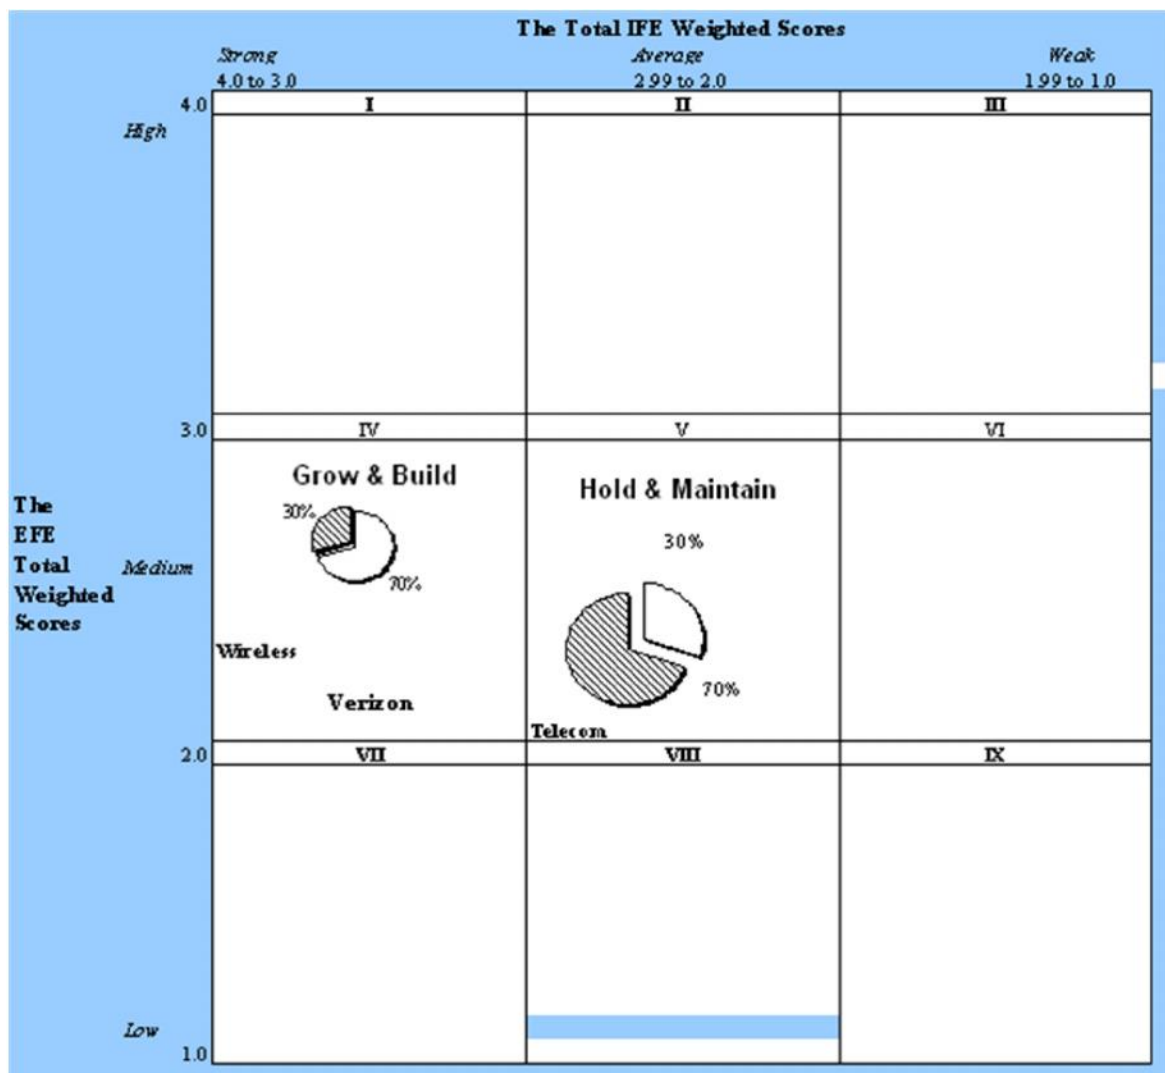 The Total IFE Weighted Scores
Strong Average Weak
4.0 to 3.0 2.99 to 2.0 1.99 to 1.0
4.0 I II III
High
3.0 IV V VI
Grow & Build
Hold & Maintain
30%
30%
70%
The
EFE
Total
Weighted
Scores
Medium
70%
Wireless
Verizon
Telecom
2.0 VII VIII IX
Low
1.0